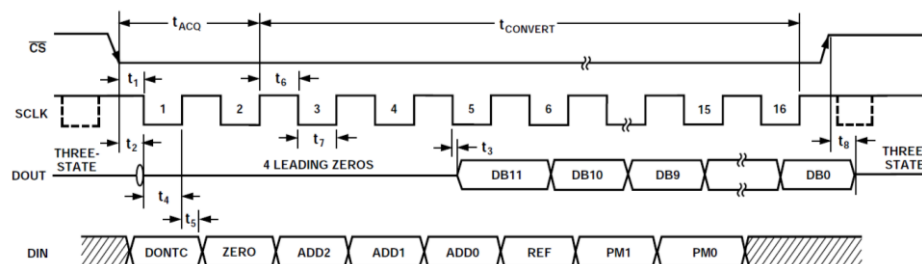 tACQ tCONVERT
CS
t1 t6
SCLK 1 2 3 4 5 6 15 16
t2 t7 t3 t8
THREE-STATE 4 LEADING ZEROS THREE-STATE
DOUT DB11 DB10 DB9 DB0
t4 t5
DIN DONTC ZERO ADD2 ADD1 ADD0 REF PM1 PM0